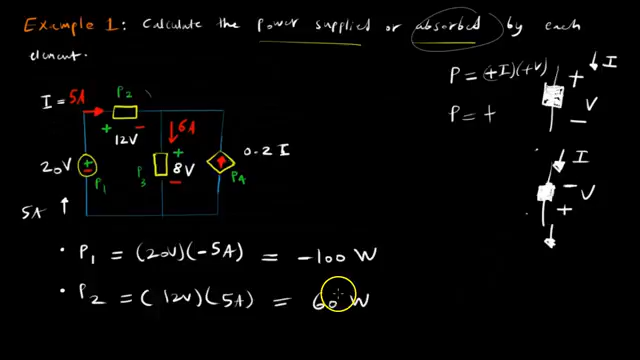 Example 1: Calculate the power supplied or absorbed by each
element.
P = (+I)(+V)
P = +
+ ↓ I
V
−
I = 5A
P2
+ −
12V
6A
0.2 I
20V
+
−
P1
P3
+
8V
−
P4
5A ↑
I
−
V
+
• P1 = (20V)(-5A) = -100 W
• P2 = (12V)(5A) = 60 W